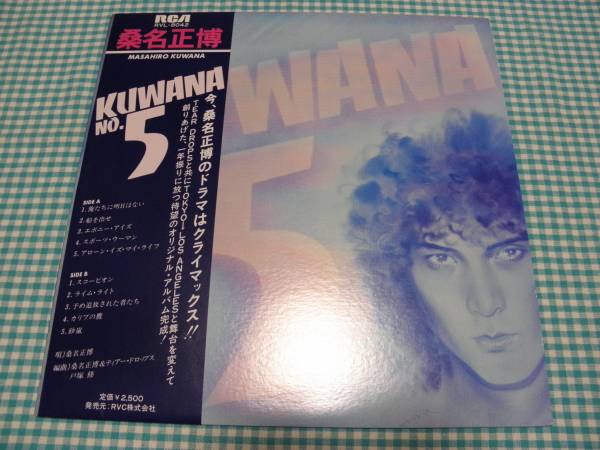 RCA
RVL-8042
桑名正博
MASAHIRO KUWANA
KUWANA
NO.5
SIDE A
1. 俺たちに明日はない
2. 船を出せ
3. エボニー・アイズ
4. スポーツ・ウーマン
5. アローン・イズ・マイ・ライフ
SIDE B
1. スコーピオン
2. ライム・ライト
3. 予め追放された者たち
4. カリブの鷹
5. 砂嵐
唄)桑名正博
編曲)桑名正博&ティアー・ドロップス
戸塚 修
定価¥2,500
発売元:RVC株式会社
今、桑名正博のドラマはクライマックス!!
TEAR DROPSと共にTOKYO—LOS ANGELESと舞台を変えて
創りあげた、一年振りに放つ待望のオリジナル・アルバム完成!
WANA
5